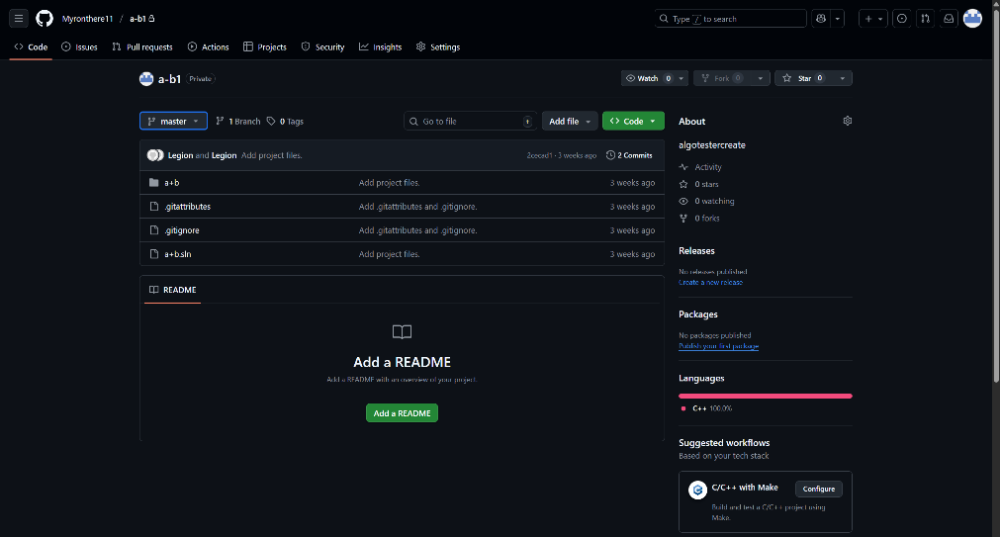 Myronthere11 / a-b1
Type / to search
Code Issues Pull requests Actions Projects Security Insights Settings
a-b1 Private
Watch 0 Fork 0 Star 0
master 1 Branch 0 Tags
Go to file t
Add file
Code
Legion and Legion Add project files. 2cecad1 · 3 weeks ago 2 Commits
a+b Add project files. 3 weeks ago
.gitattributes Add .gitattributes and .gitignore. 3 weeks ago
.gitignore Add .gitattributes and .gitignore. 3 weeks ago
a+b.sln Add project files. 3 weeks ago
README
Add a README
Add a README with an overview of your project.
Add a README
About
algotestercreate
Activity
0 stars
0 watching
0 forks
Releases
No releases published
Create a new release
Packages
No packages published
Publish your first package
Languages
C++ 100.0%
Suggested workflows
Based on your tech stack
C/C++ with Make Configure
Build and test a C/C++ project using
Make.